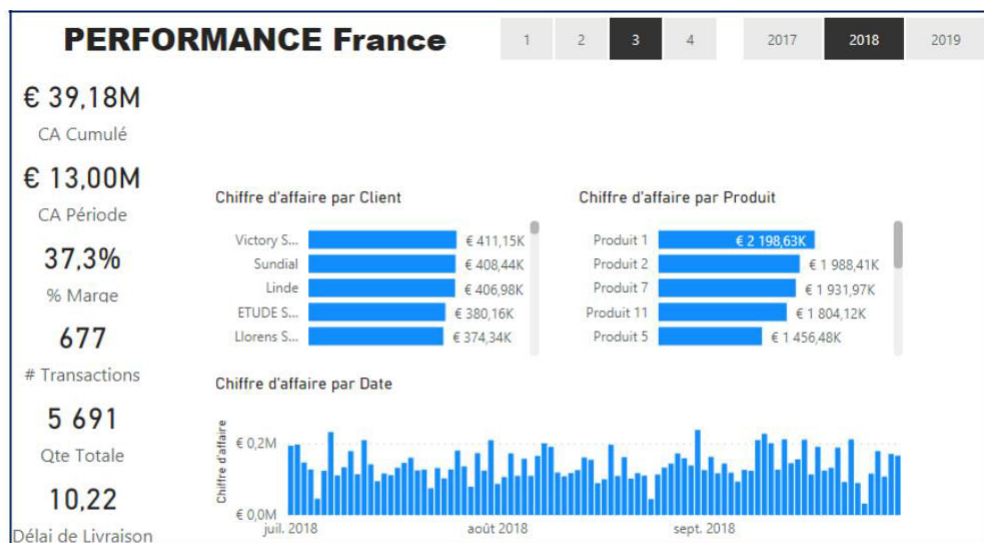 PERFORMANCE France
1 2 3 4 2017 2018 2019
€ 39,18M
CA Cumulé
€ 13,00M
CA Période
37,3%
% Marge
677
# Transactions
5 691
Qte Totale
10,22
Délai de Livraison
Chiffre d'affaire par Client
Victory S... € 411,15K
Sundial € 408,44K
Linde € 406,98K
ETUDE S... € 380,16K
Llorens S... € 374,34K
Chiffre d'affaire par Produit
Produit 1 € 2 198,63K
Produit 2 € 1 988,41K
Produit 7 € 1 931,97K
Produit 11 € 1 804,12K
Produit 5 € 1 456,48K
Chiffre d'affaire par Date
Chiffre d'affaire
€ 0,2M
€ 0,0M
juil. 2018 août 2018 sept. 2018